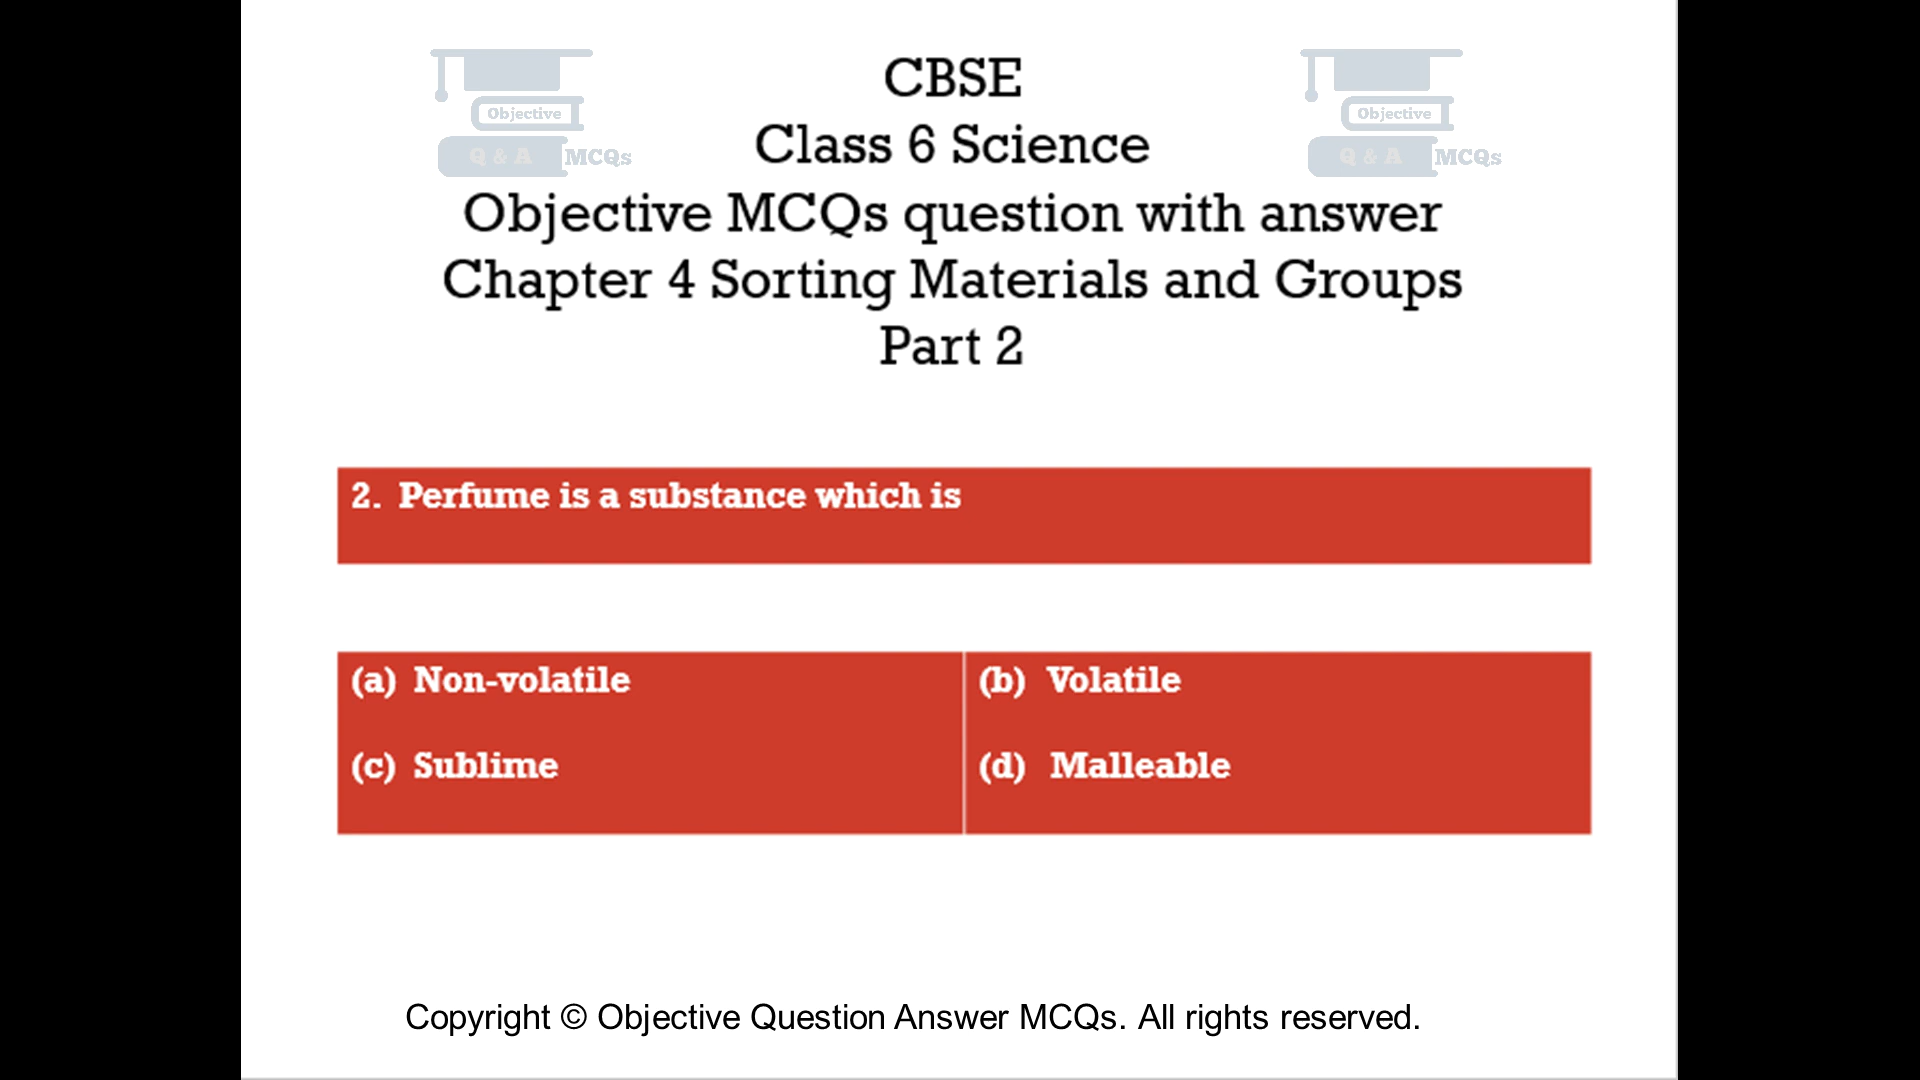 CBSE
Class 6 Science
Objective MCQs question with answer
Chapter 4 Sorting Materials and Groups
Part 2
Objective
Q & A MCQs
Objective
Q & A MCQs
2. Perfume is a substance which is
(a) Non-volatile
(b) Volatile
(c) Sublime
(d) Malleable
Copyright © Objective Question Answer MCQs. All rights reserved.